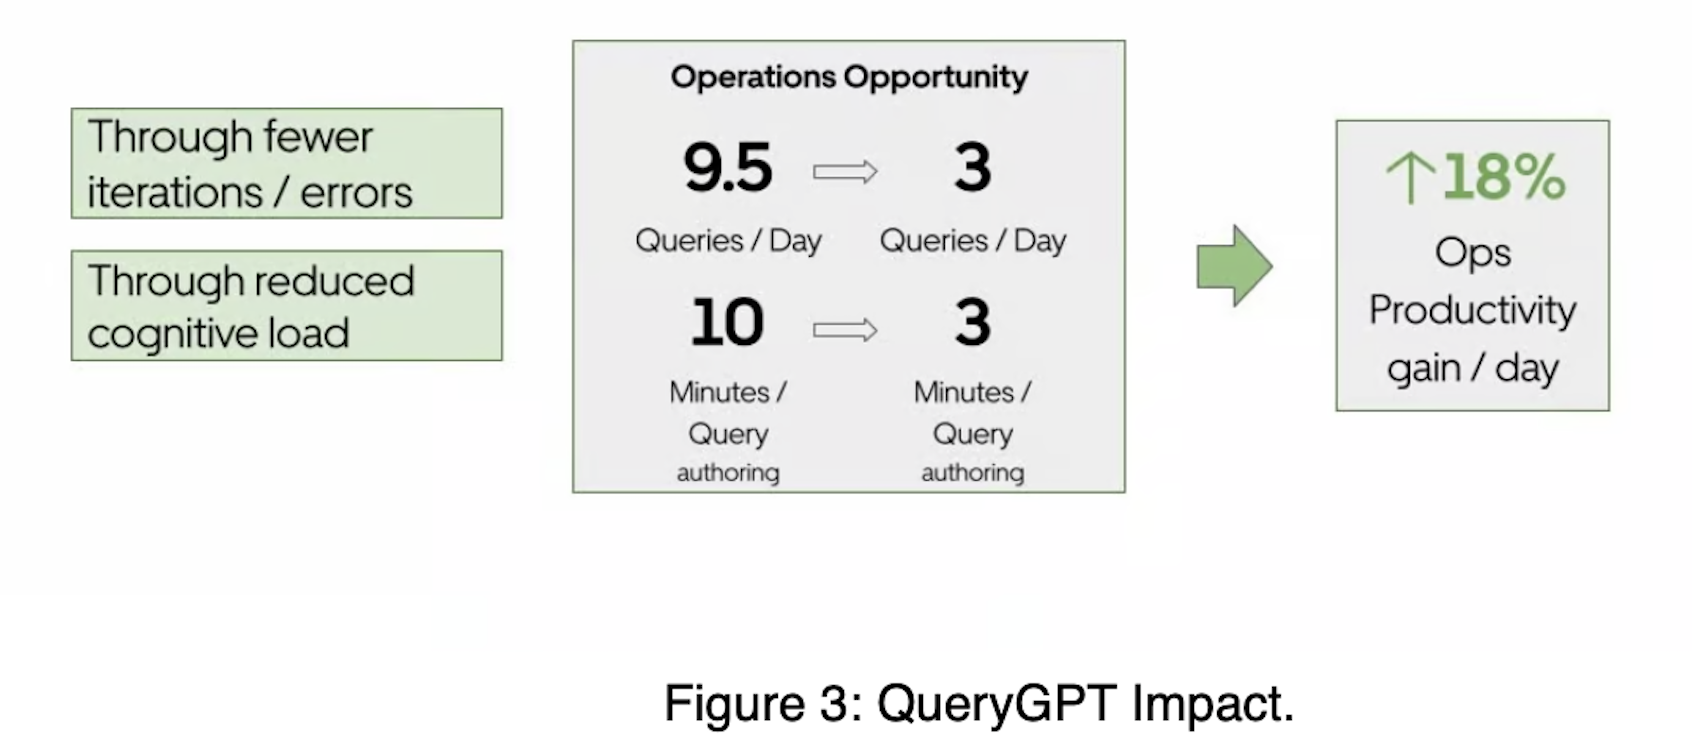 Through fewer
iterations / errors
Through reduced
cognitive load
Operations Opportunity
9.5 3
Queries / Day Queries / Day
10 3
Minutes / Minutes /
Query Query
authoring authoring
↑18%
Ops
Productivity
gain / day
Figure 3: QueryGPT Impact.